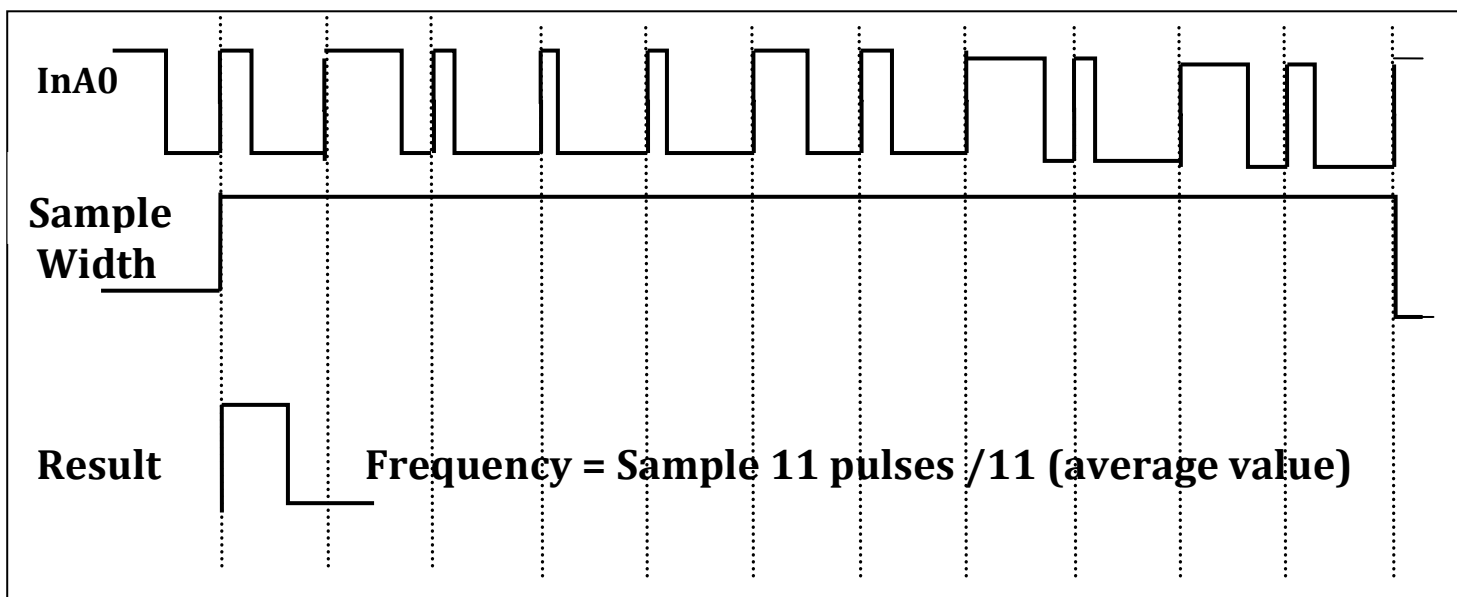 InA0
Sample
Width
Result
Frequency = Sample 11 pulses /11 (average value)